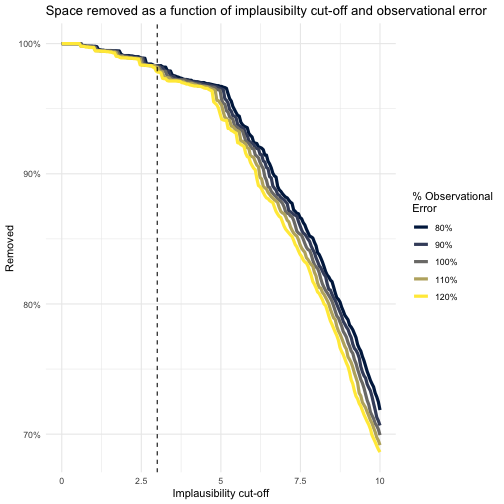 Space removed as a function of implausibilty cut-off and observational error
100%
90%
80%
70%
Removed
0
2.5
5
7.5
10
Implausibility cut-off
% Observational
Error
80%
90%
100%
110%
120%